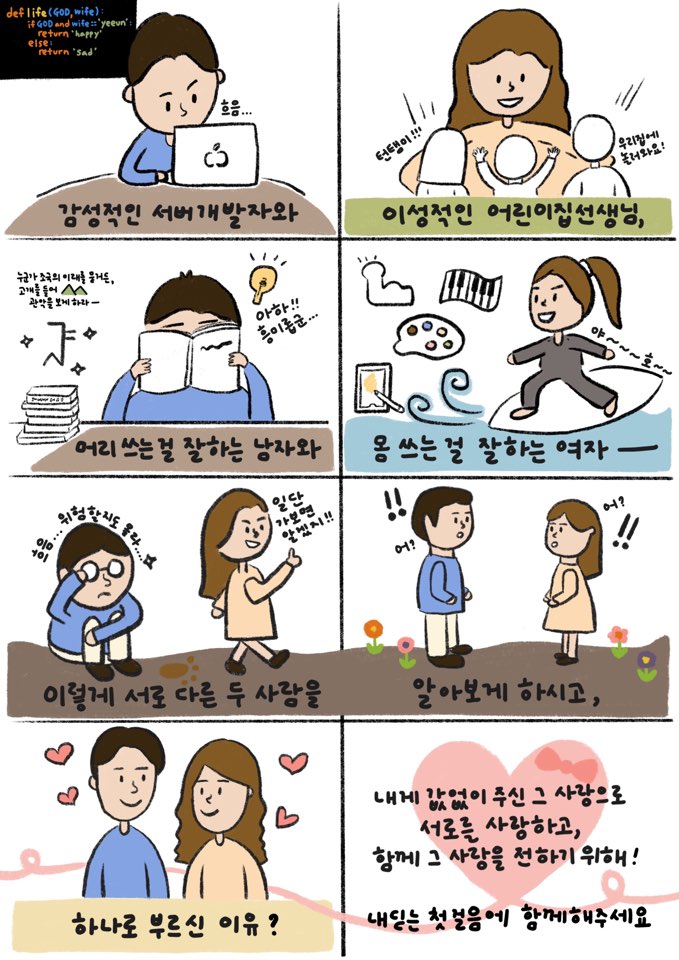 def life(GOD, wife):
if GOD and wife=='yeeun':
return 'happy'
else:
return 'sad'
흐음...
감성적인 서버개발자와
선탱이!!!
우리집에
놀러와요!
이성적인 어린이집선생님,
누군가 조국의 미래를 묻거든,
고개를 들어
관악을 보게 하라 —
아하!!
흥미롭군...
머리 쓰는걸 잘하는 남자와
야~~~~호~~
몸 쓰는 걸 잘하는 여자 —
위험할지도 몰라...
010
101
일단
가보면
알겠지!!
이렇게 서로 다른 두 사람을
!!
어?
어?
!!
알아보게 하시고,
하나로 부르신 이유?
내게 값없이 주신 그 사랑으로
서로를 사랑하고,
함께 그 사랑을 전하기 위해!
내딛는 첫걸음에 함께해주세요